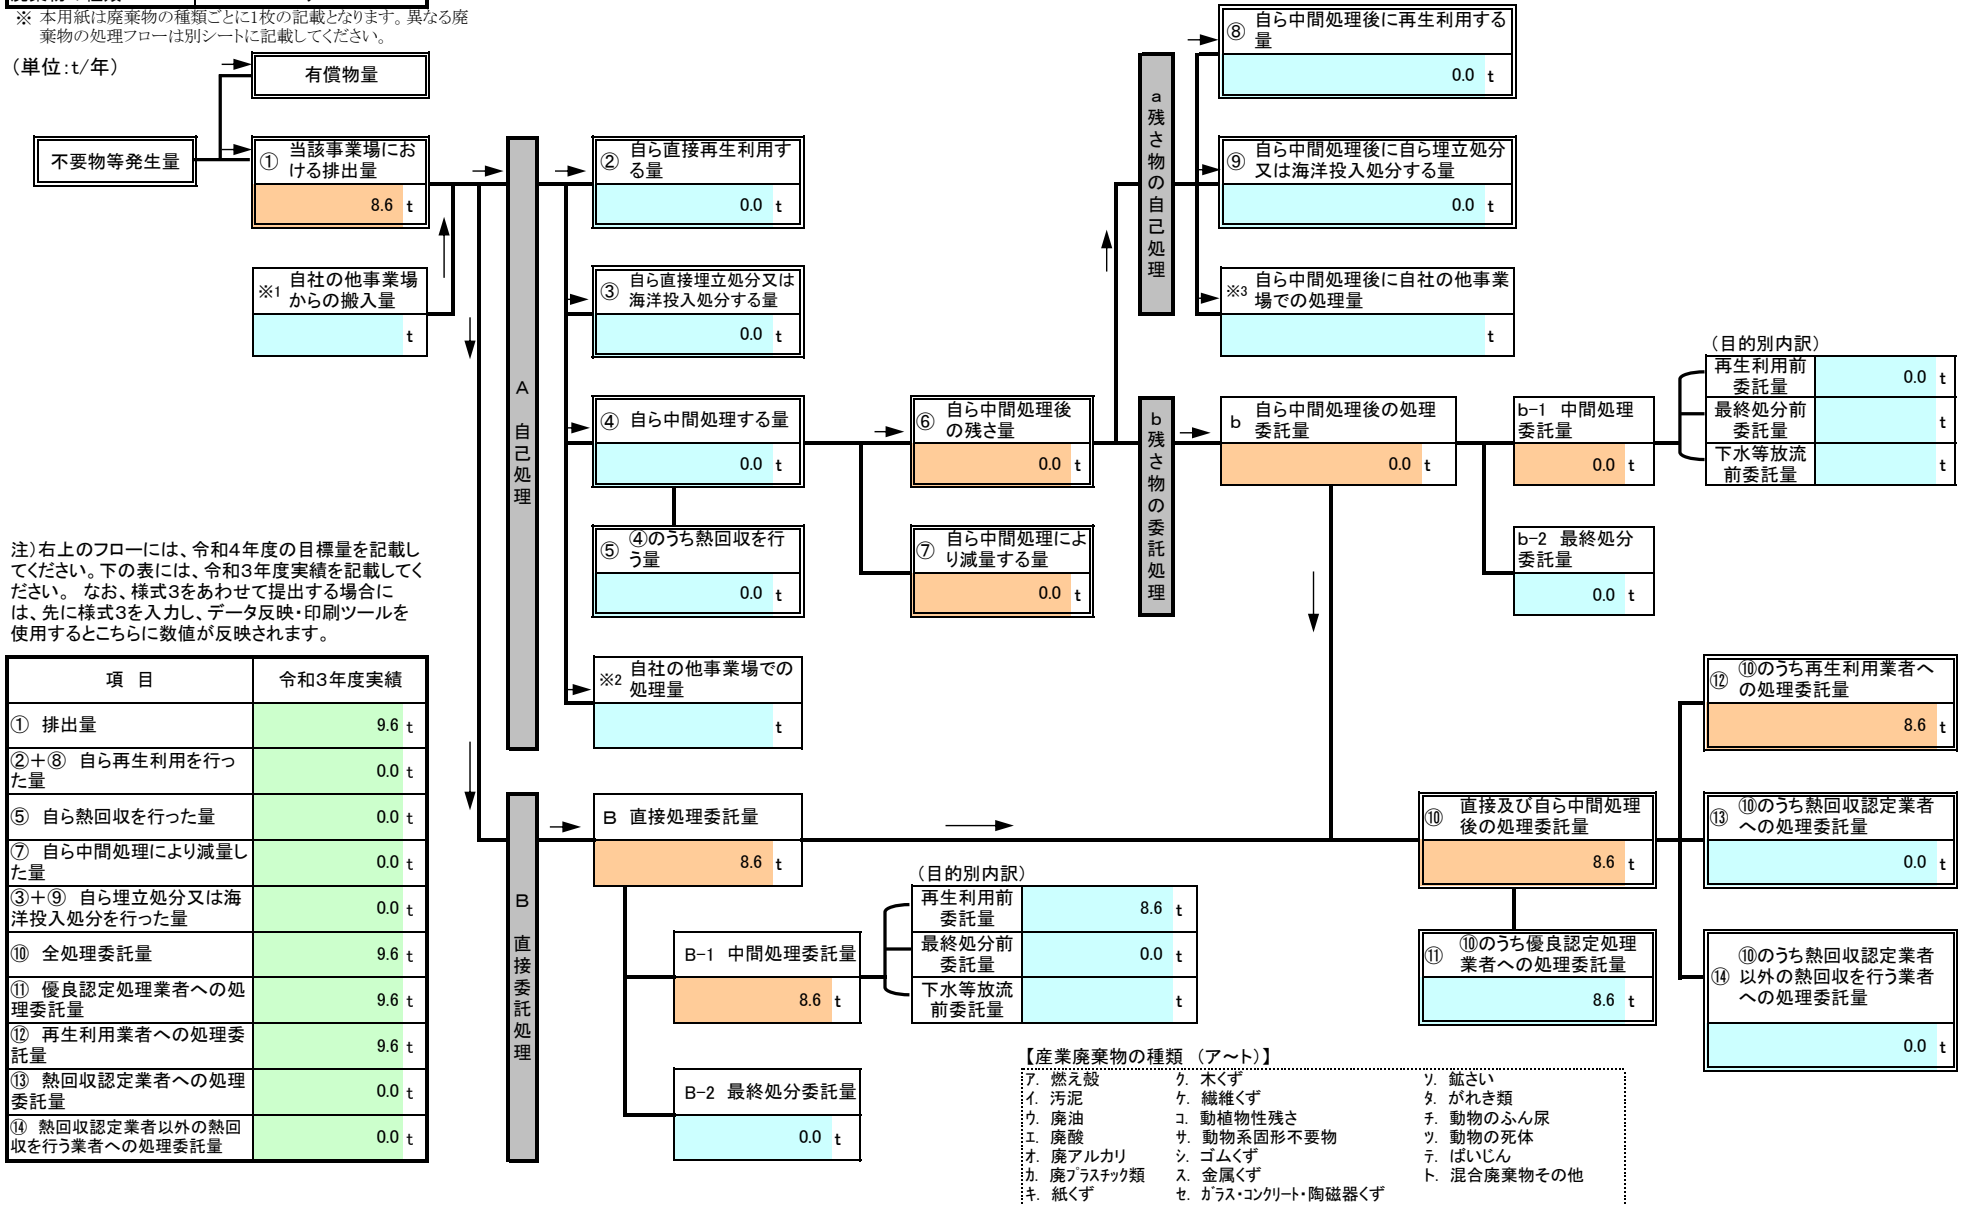 ※ 本用紙は廃棄物の種類ごとに1枚の記載となります。異なる廃
棄物の処理フローは別シートに記載してください。
（単位：t/年）
有償物量
不要物等発生量
① 当該事業場にお
ける排出量
8.6 t
※1 自社の他事業場
からの搬入量
t
A 自己処理
② 自ら直接再生利用す
る量
0.0 t
③ 自ら直接埋立処分又は
海洋投入処分する量
0.0 t
④ 自ら中間処理する量
0.0 t
⑤ ④のうち熱回収を行
う量
0.0 t
※2 自社の他事業場での
処理量
t
⑥ 自ら中間処理後
の残さ量
0.0 t
⑦ 自ら中間処理によ
り減量する量
0.0 t
a残さ物の自己処理
⑧ 自ら中間処理後に再生利用する
量
0.0 t
⑨ 自ら中間処理後に自ら埋立処分
又は海洋投入処分する量
0.0 t
※3 自ら中間処理後に自社の他事業
場での処理量
t
b残さ物の委託処理
b 自ら中間処理後の処理
委託量
0.0 t
b-1 中間処理
委託量
0.0 t
b-2 最終処分
委託量
0.0 t
（目的別内訳）
再生利用前
委託量
0.0 t
最終処分前
委託量
t
下水等放流
前委託量
t
注）右上のフローには、令和4年度の目標量を記載し
てください。下の表には、令和3年度実績を記載してく
ださい。 なお、様式3をあわせて提出する場合に
は、先に様式3を入力し、データ反映・印刷ツールを
使用するとこちらに数値が反映されます。
項 目 令和3年度実績
① 排出量 9.6 t
②＋⑧ 自ら再生利用を行っ
た量 0.0 t
⑤ 自ら熱回収を行った量 0.0 t
⑦ 自ら中間処理により減量し
た量 0.0 t
③＋⑨ 自ら埋立処分又は海
洋投入処分を行った量 0.0 t
⑩ 全処理委託量 9.6 t
⑪ 優良認定処理業者への処
理委託量 9.6 t
⑫ 再生利用業者への処理委
託量 9.6 t
⑬ 熱回収認定業者への処理
委託量 0.0 t
⑭ 熱回収認定業者以外の熱回
収を行う業者への処理委託量 0.0 t
B 直接委託処理
B 直接処理委託量
8.6 t
B-1 中間処理委託量
8.6 t
B-2 最終処分委託量
0.0 t
（目的別内訳）
再生利用前
委託量
8.6 t
最終処分前
委託量
0.0 t
下水等放流
前委託量
t
⑩ 直接及び自ら中間処理
後の処理委託量
8.6 t
⑪ ⑩のうち優良認定処理
業者への処理委託量
8.6 t
⑫ ⑩のうち再生利用業者へ
の処理委託量
8.6 t
⑬ ⑩のうち熱回収認定業者
への処理委託量
0.0 t
⑭ ⑩のうち熱回収認定業者
以外の熱回収を行う業者
への処理委託量
0.0 t
【産業廃棄物の種類 （ア～ト）】
ア. 燃え殻 ク. 木くず ソ. 鉱さい
イ. 汚泥 ケ. 繊維くず タ. がれき類
ウ. 廃油 コ. 動植物性残さ チ. 動物のふん尿
エ. 廃酸 サ. 動物系固形不要物 ツ. 動物の死体
オ. 廃アルカリ シ. ゴムくず テ. ばいじん
カ. 廃プラスチック類 ス. 金属くず ト. 混合廃棄物その他
キ. 紙くず セ. ガラス・コンクリート・陶磁器くず